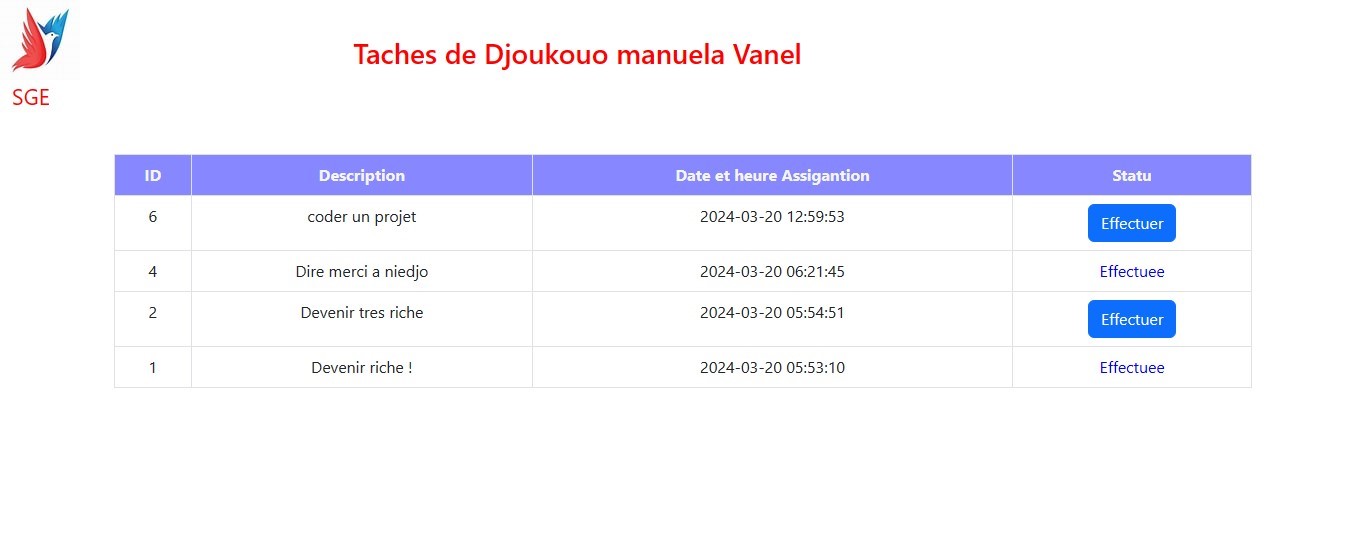 Taches de Djoukouo manuela Vanel
SGE
ID Description Date et heure Assigantion Statu
6 coder un projet 2024-03-20 12:59:53 Effectuer
4 Dire merci a niedjo 2024-03-20 06:21:45 Effectuee
2 Devenir tres riche 2024-03-20 05:54:51 Effectuer
1 Devenir riche ! 2024-03-20 05:53:10 Effectuee